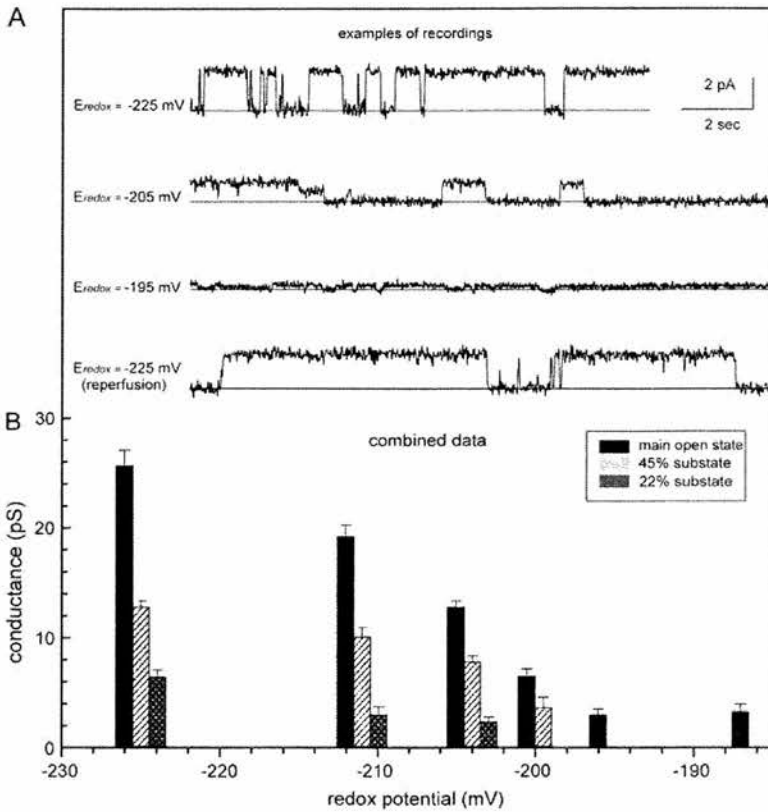 A
examples of recordings
Eredox = -225 mV
2 pA
2 sec
Eredox = -205 mV
Eredox = -195 mV
Eredox = -225 mV
(reperfusion)
B
combined data
main open state
45% substate
22% substate
conductance (pS)
30
20
10
0
-230
-220
-210
-200
-190
redox potential (mV)